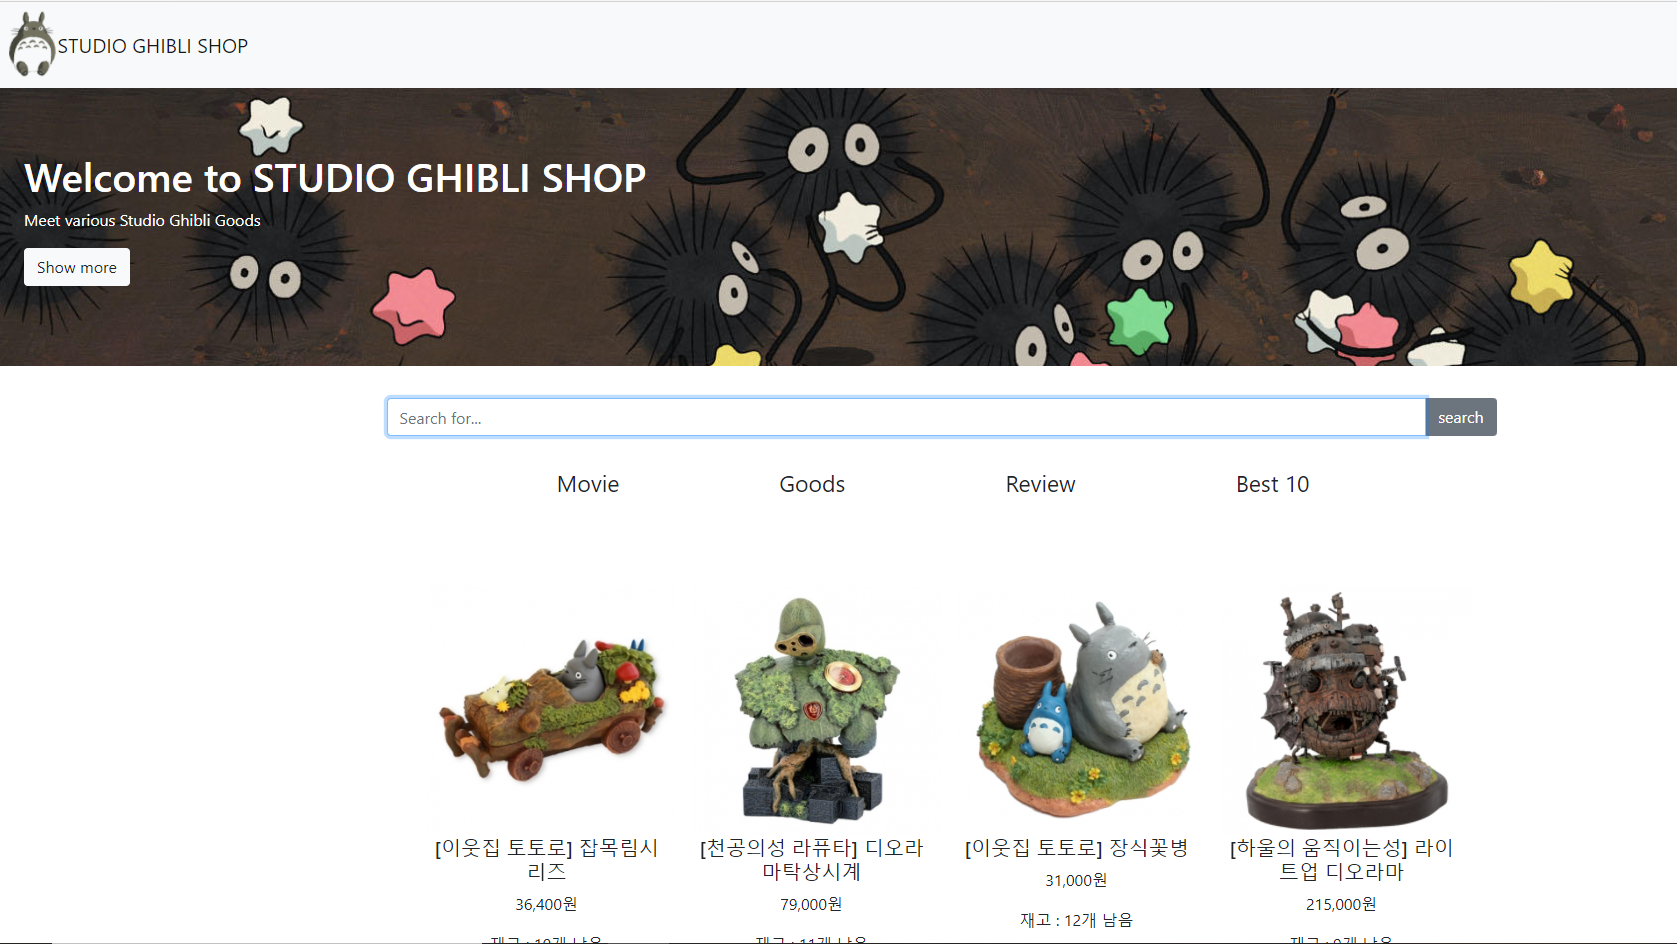 STUDIO GHIBLI SHOP
Welcome to STUDIO GHIBLI SHOP
Meet various Studio Ghibli Goods
Show more
Search for...
search
Movie
Goods
Review
Best 10
[이웃집 토토로] 잡목림시
리즈
36,400원
[천공의성 라퓨타] 디오라
마탁상시계
79,000원
[이웃집 토토로] 장식꽃병
31,000원
재고 : 12개 남음
[하울의 움직이는성] 라이
트업 디오라마
215,000원